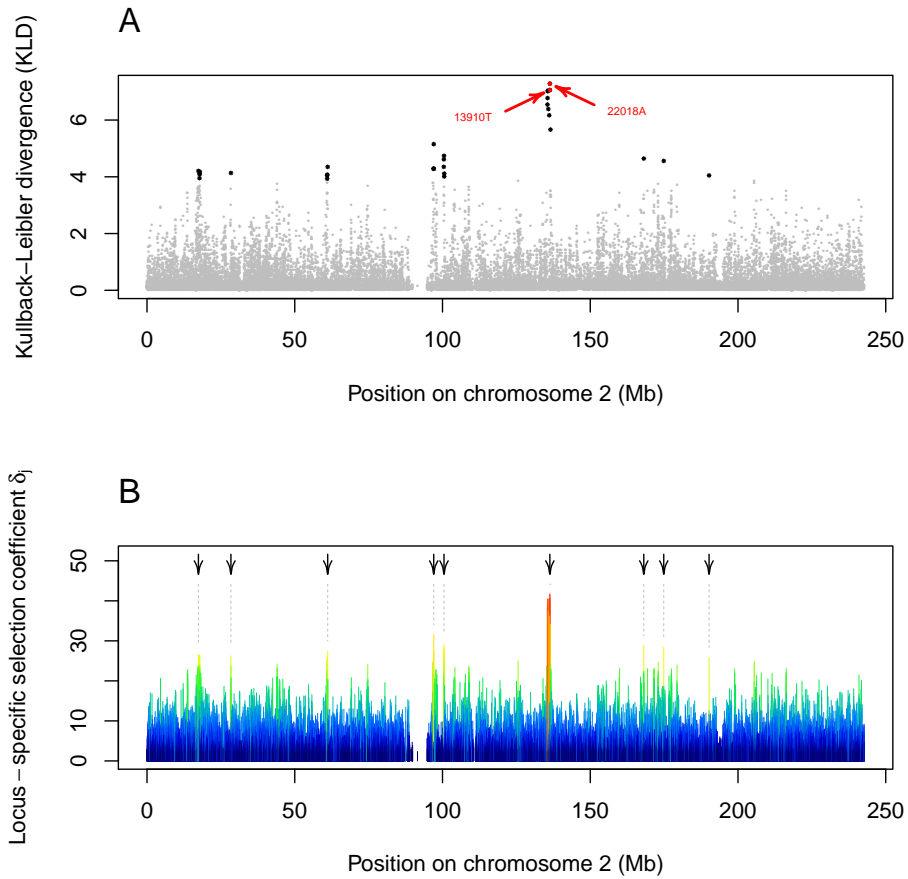 A
Kullback−Leibler divergence (KLD)
6
4
2
0
13910T
22018A
0 50 100 150 200 250
Position on chromosome 2 (Mb)
B
Locus − specific selection coefficient δj
50
30
10
0
0 50 100 150 200 250
Position on chromosome 2 (Mb)